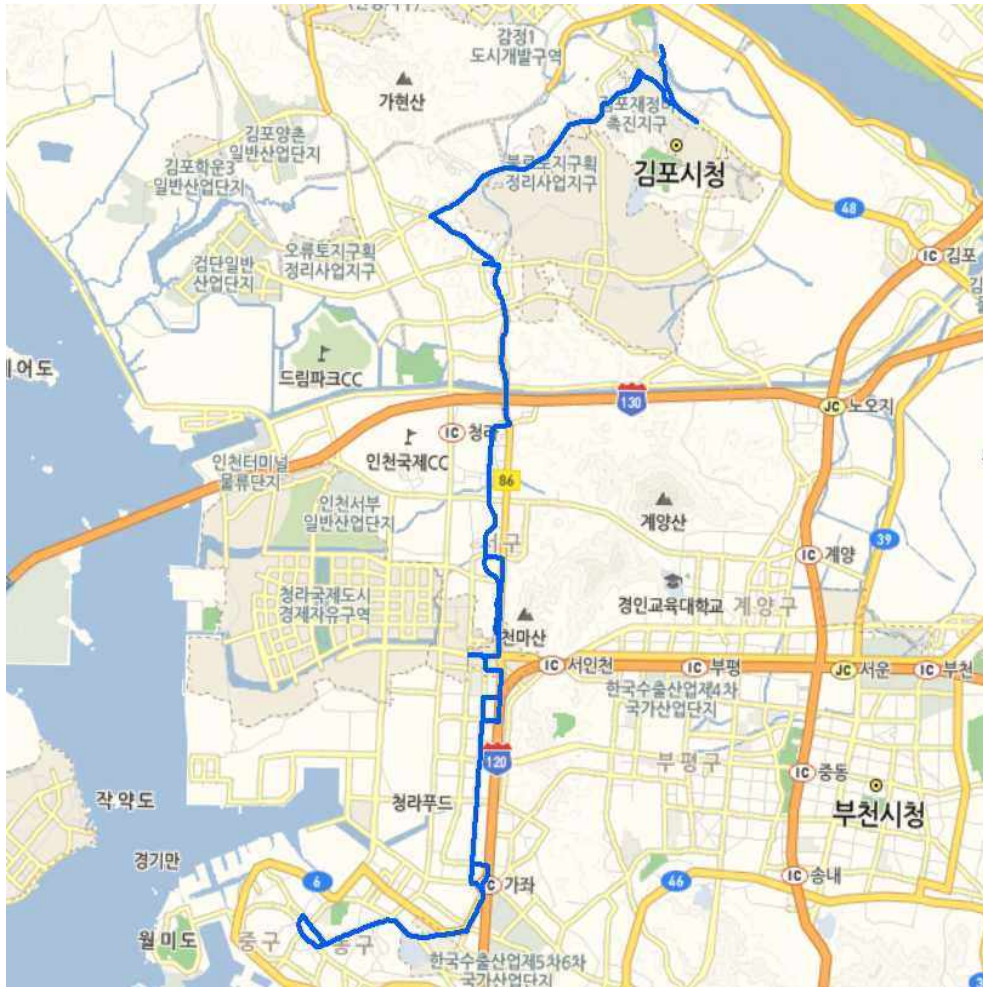 감정1
도시개발구역
가현산
김포재정비
촉진지구
김포양촌
일반산업단지
김포학운3
일반산업단지
정리사업지구
김포시청
48
IC 김포
오류토지구획
정리사업지구
검단일반
산업단지
드림파크CC
130
JC 노오지
IC 청라
인천국제CC
인천터미널
물류단지
86
인천서부
일반산업단지
계양산
39
서구
IC 계양
청라국제도시
경제자유구역
경인교육대학교
계양구
천마산
IC 서인천
IC 부평
JC 서운
IC 부천
한국수출산업제4차
국가산업단지
120
부평구
IC 중동
작약도
청라푸드
부천시청
경기만
6
가좌
46
IC 송내
월미도
중구
동구
한국수출산업제5차6차
국가산업단지